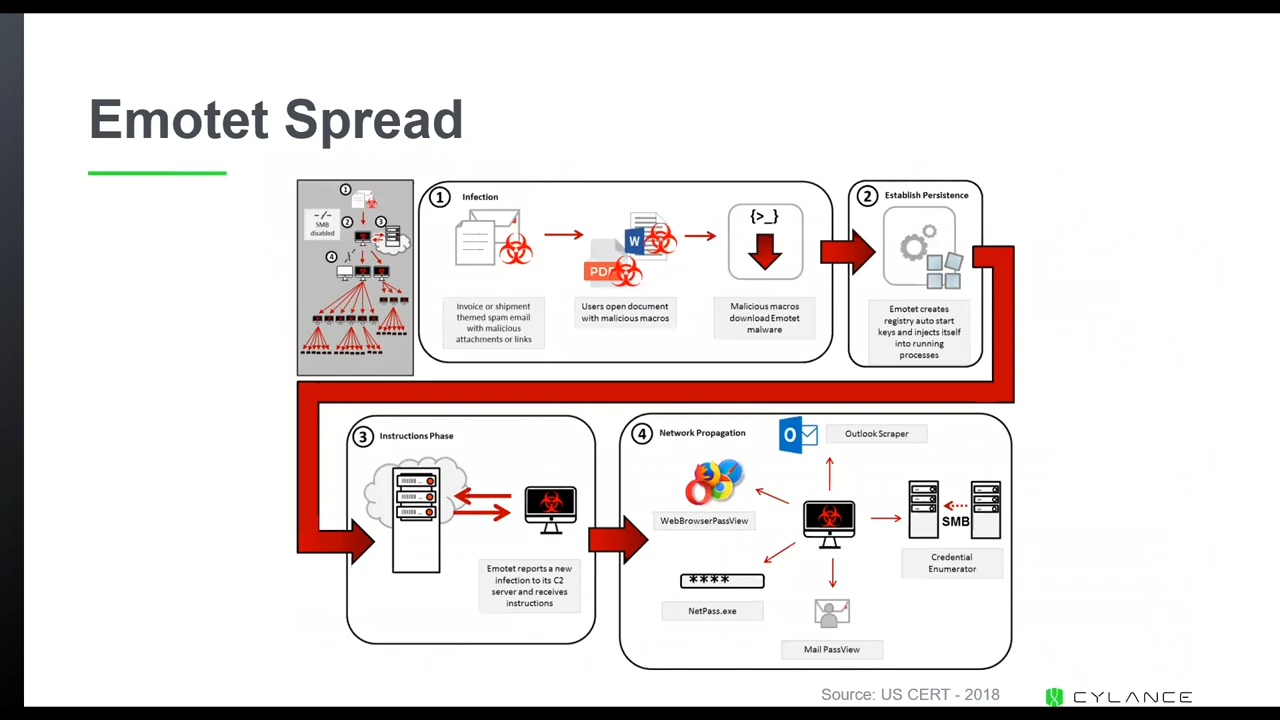 Emotet Spread
1
-/-
SMB
disabled
2
3
4
1 Infection
W
PDF
{>_}
Invoice or shipment
themed spam email
with malicious
attachments or links
Users open document
with malicious macros
Malicious macros
download Emotet
malware
2 Establish Persistence
Emotet creates
registry auto start
keys and injects itself
into running
processes
3 Instructions Phase
Emotet reports a new
infection to its C2
server and receives
instructions
4 Network Propagation
O
Outlook Scraper
WebBrowserPassView
SMB
Credential
Enumerator
****
NetPass.exe
Mail PassView
Source: US CERT - 2018
CYLANCE